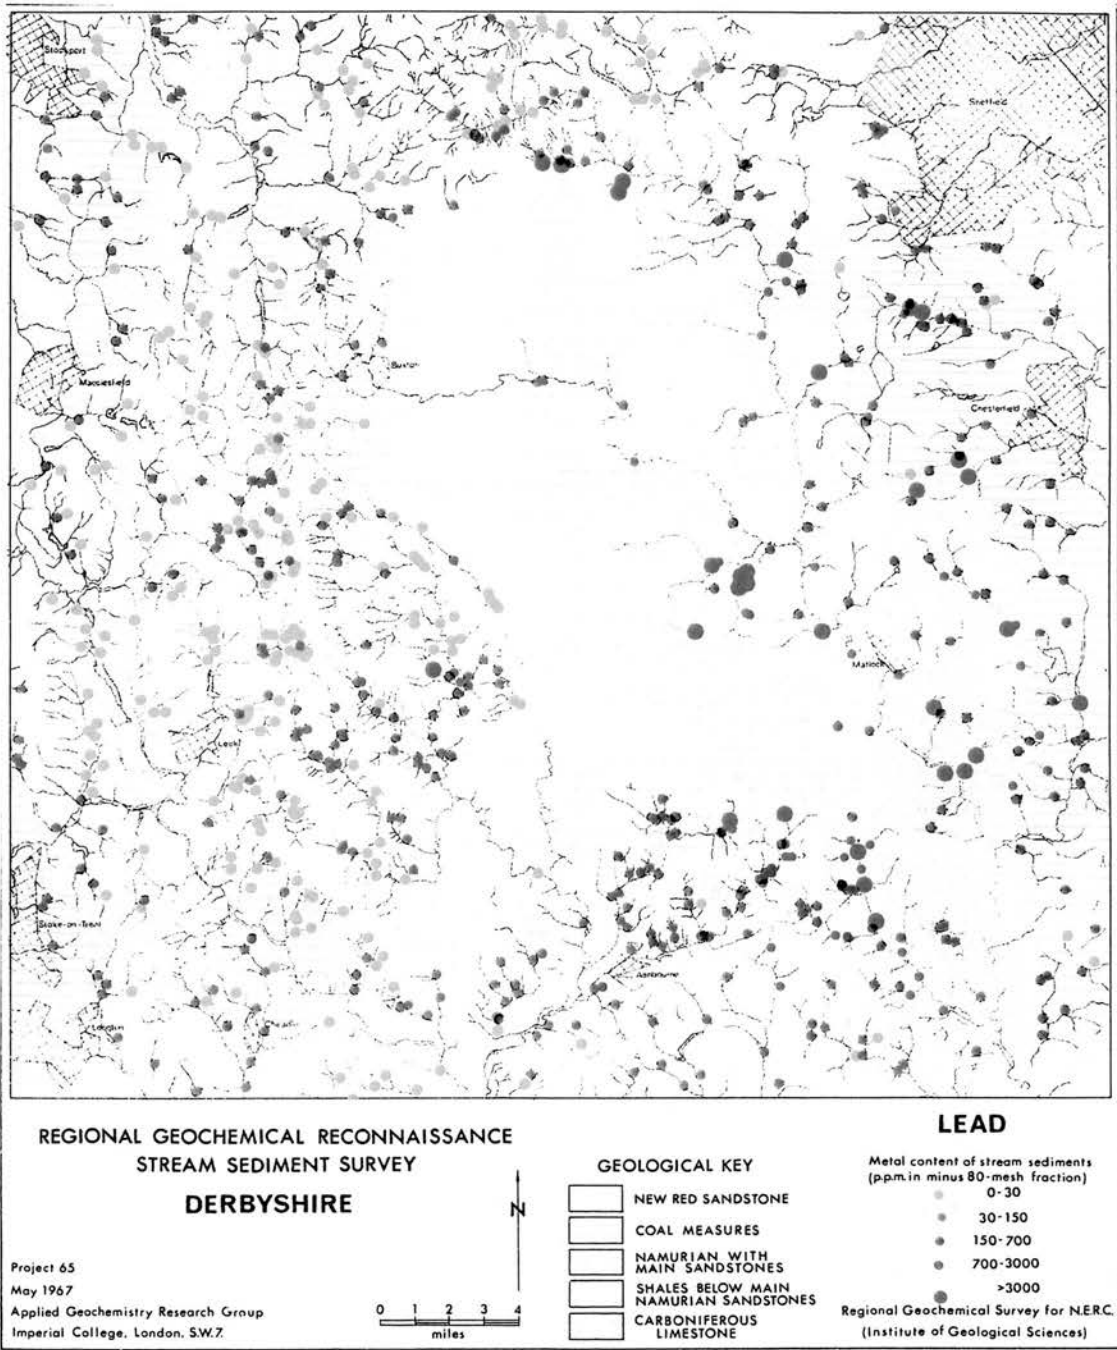 Stockport
Sheffield
Buxton
Macclesfield
Chesterfield
Matlock
Leek
Stoke-on-Trent
Ashbourne
Longton
Cheadle
REGIONAL GEOCHEMICAL RECONNAISSANCE
STREAM SEDIMENT SURVEY
DERBYSHIRE
Project 65
May 1967
Applied Geochemistry Research Group
Imperial College, London, S.W.7.
N
0 1 2 3 4
miles
GEOLOGICAL KEY
NEW RED SANDSTONE
COAL MEASURES
NAMURIAN WITH
MAIN SANDSTONES
SHALES BELOW MAIN
NAMURIAN SANDSTONES
CARBONIFEROUS
LIMESTONE
LEAD
Metal content of stream sediments
(p.p.m. in minus 80-mesh fraction)
0-30
30-150
150-700
700-3000
>3000
Regional Geochemical Survey for N.E.R.C.
(Institute of Geological Sciences)